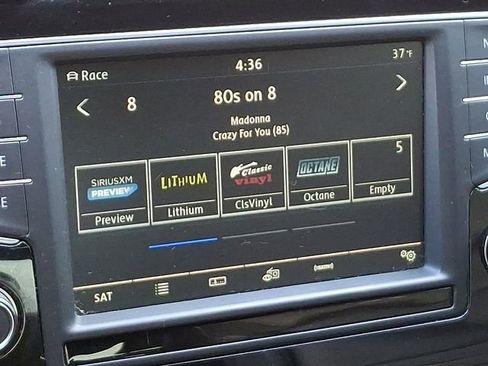 Race
4:36
37°F
8
80s on 8
Madonna
Crazy For You (85)
SIRIUSXM
PREVIEW
Preview
LITHIUM
Lithium
Classic
vinyl
ClsVinyl
OCTANE
Octane
5
Empty
SAT